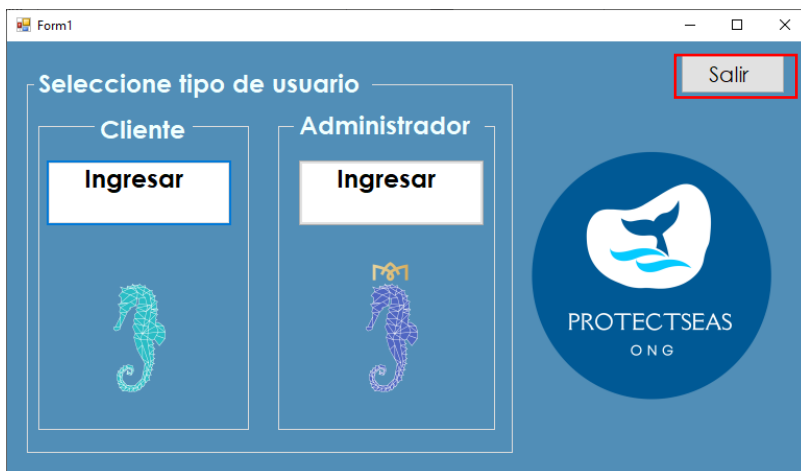 Form1
Salir
Seleccione tipo de usuario
Cliente
Administrador
Ingresar
Ingresar
PROTECTSEAS
ONG